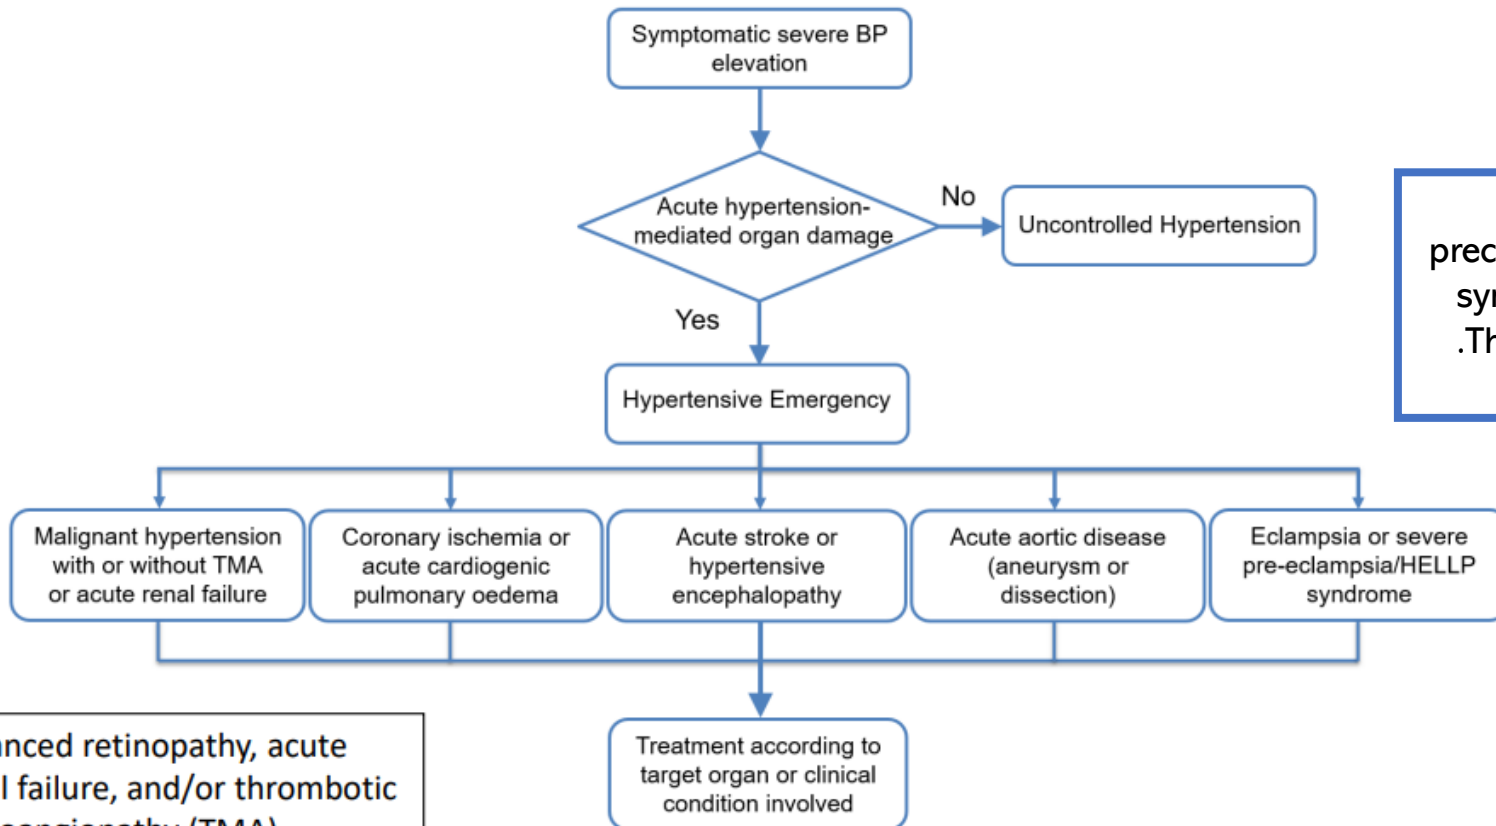 Symptomatic severe BP
elevation
Acute hypertension-
mediated organ damage
No
Uncontrolled Hypertension
Yes
Hypertensive Emergency
Malignant hypertension
with or without TMA
or acute renal failure
Coronary ischemia or
acute cardiogenic
pulmonary oedema
Acute stroke or
hypertensive
encephalopathy
Acute aortic disease
(aneurysm or
dissection)
Eclampsia or severe
pre-eclampsia/HELLP
syndrome
Treatment according to
target organ or clinical
condition involved
retinopathy, acute
failure, and/or thrombotic
(TMA)